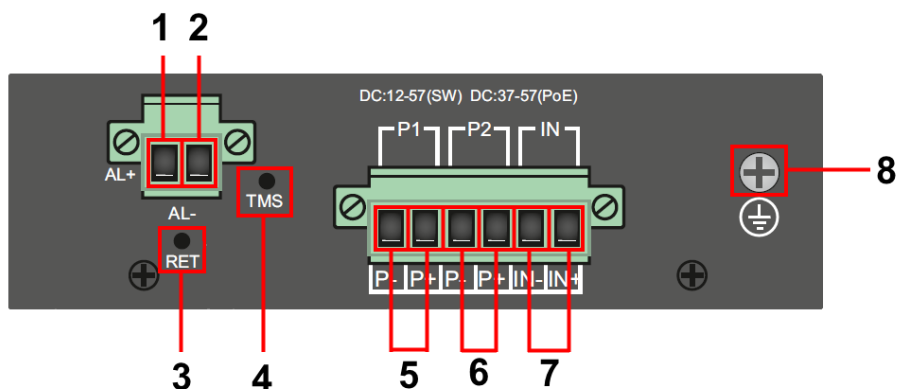 1 2
DC:12-57(SW) DC:37-57(PoE)
P1 P2 IN
AL+
8
TMS
AL-
RET
P- P+ P- P+ IN- IN+
3 4 5 6 7